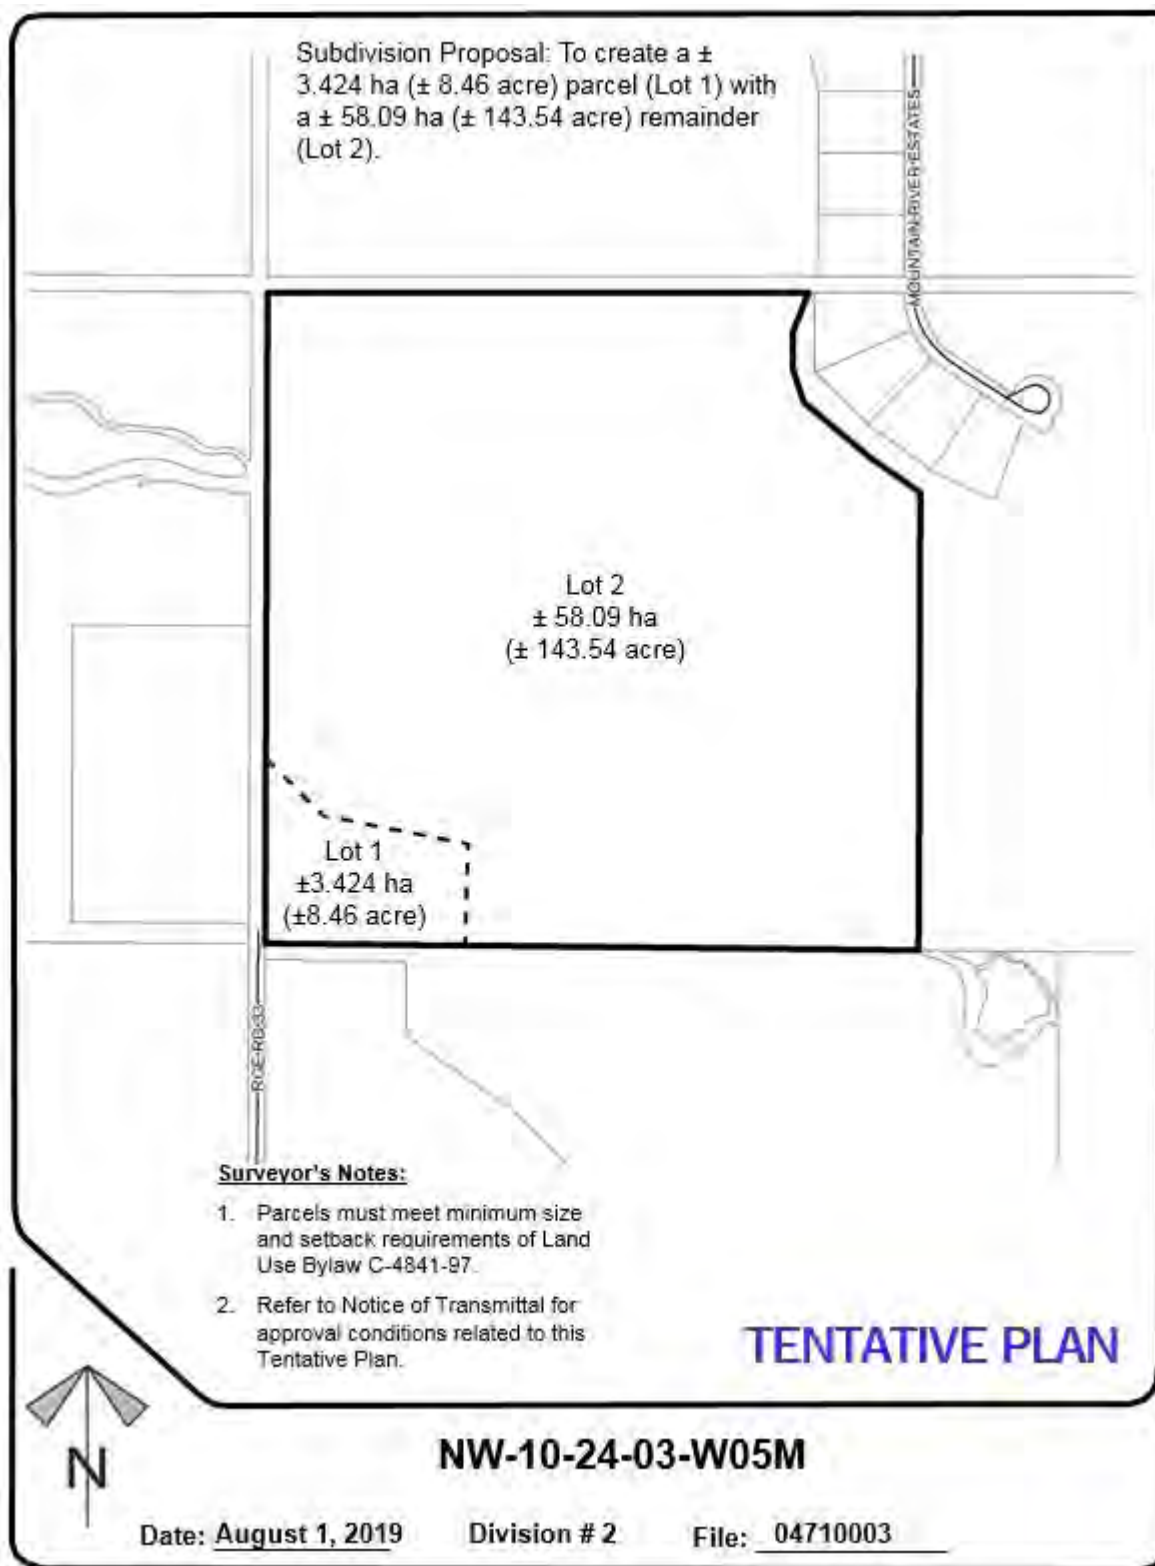 Subdivision Proposal: To create a ±
3.424 ha (± 8.46 acre) parcel (Lot 1) with
a ± 58.09 ha (± 143.54 acre) remainder
(Lot 2).
MOUNTAIN RIVER ESTATES
Lot 2
± 58.09 ha
(± 143.54 acre)
Lot 1
±3.424 ha
(±8.46 acre)
RGE RD 33
Surveyor's Notes:
1. Parcels must meet minimum size
and setback requirements of Land
Use Bylaw C-4841-97.
2. Refer to Notice of Transmittal for
approval conditions related to this
Tentative Plan.
TENTATIVE PLAN
N
NW-10-24-03-W05M
Date: August 1, 2019 Division # 2 File: 04710003